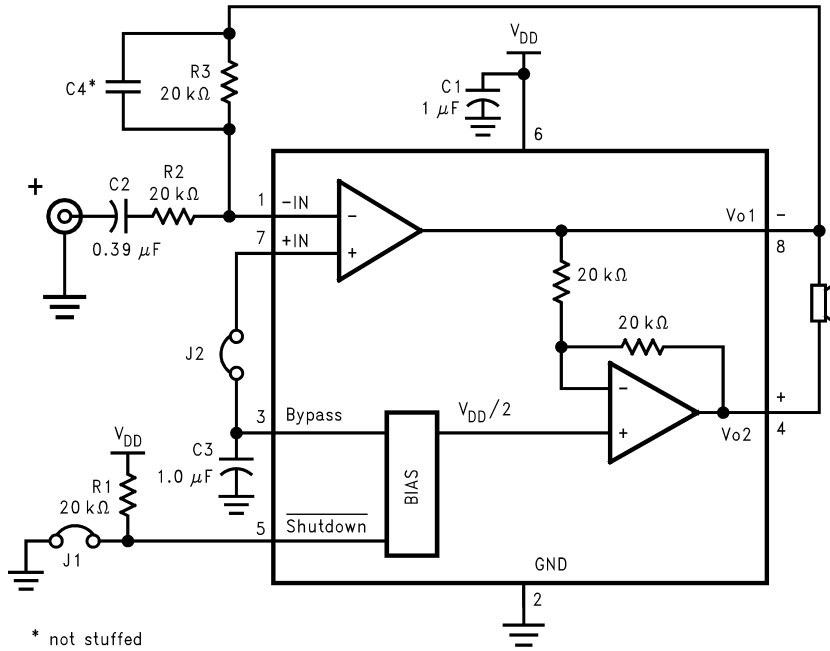 V_DD
C4*
R3
20 kΩ
C1
1 μF
6
+
C2
R2
20 kΩ
0.39 μF
1
-IN
7
+IN
-
+
Vo1
-
8
20 kΩ
20 kΩ
J2
3
Bypass
V_DD/2
-
+
+
4
Vo2
C3
1.0 μF
BIAS
V_DD
R1
20 kΩ
5
Shutdown
J1
GND
2
* not stuffed